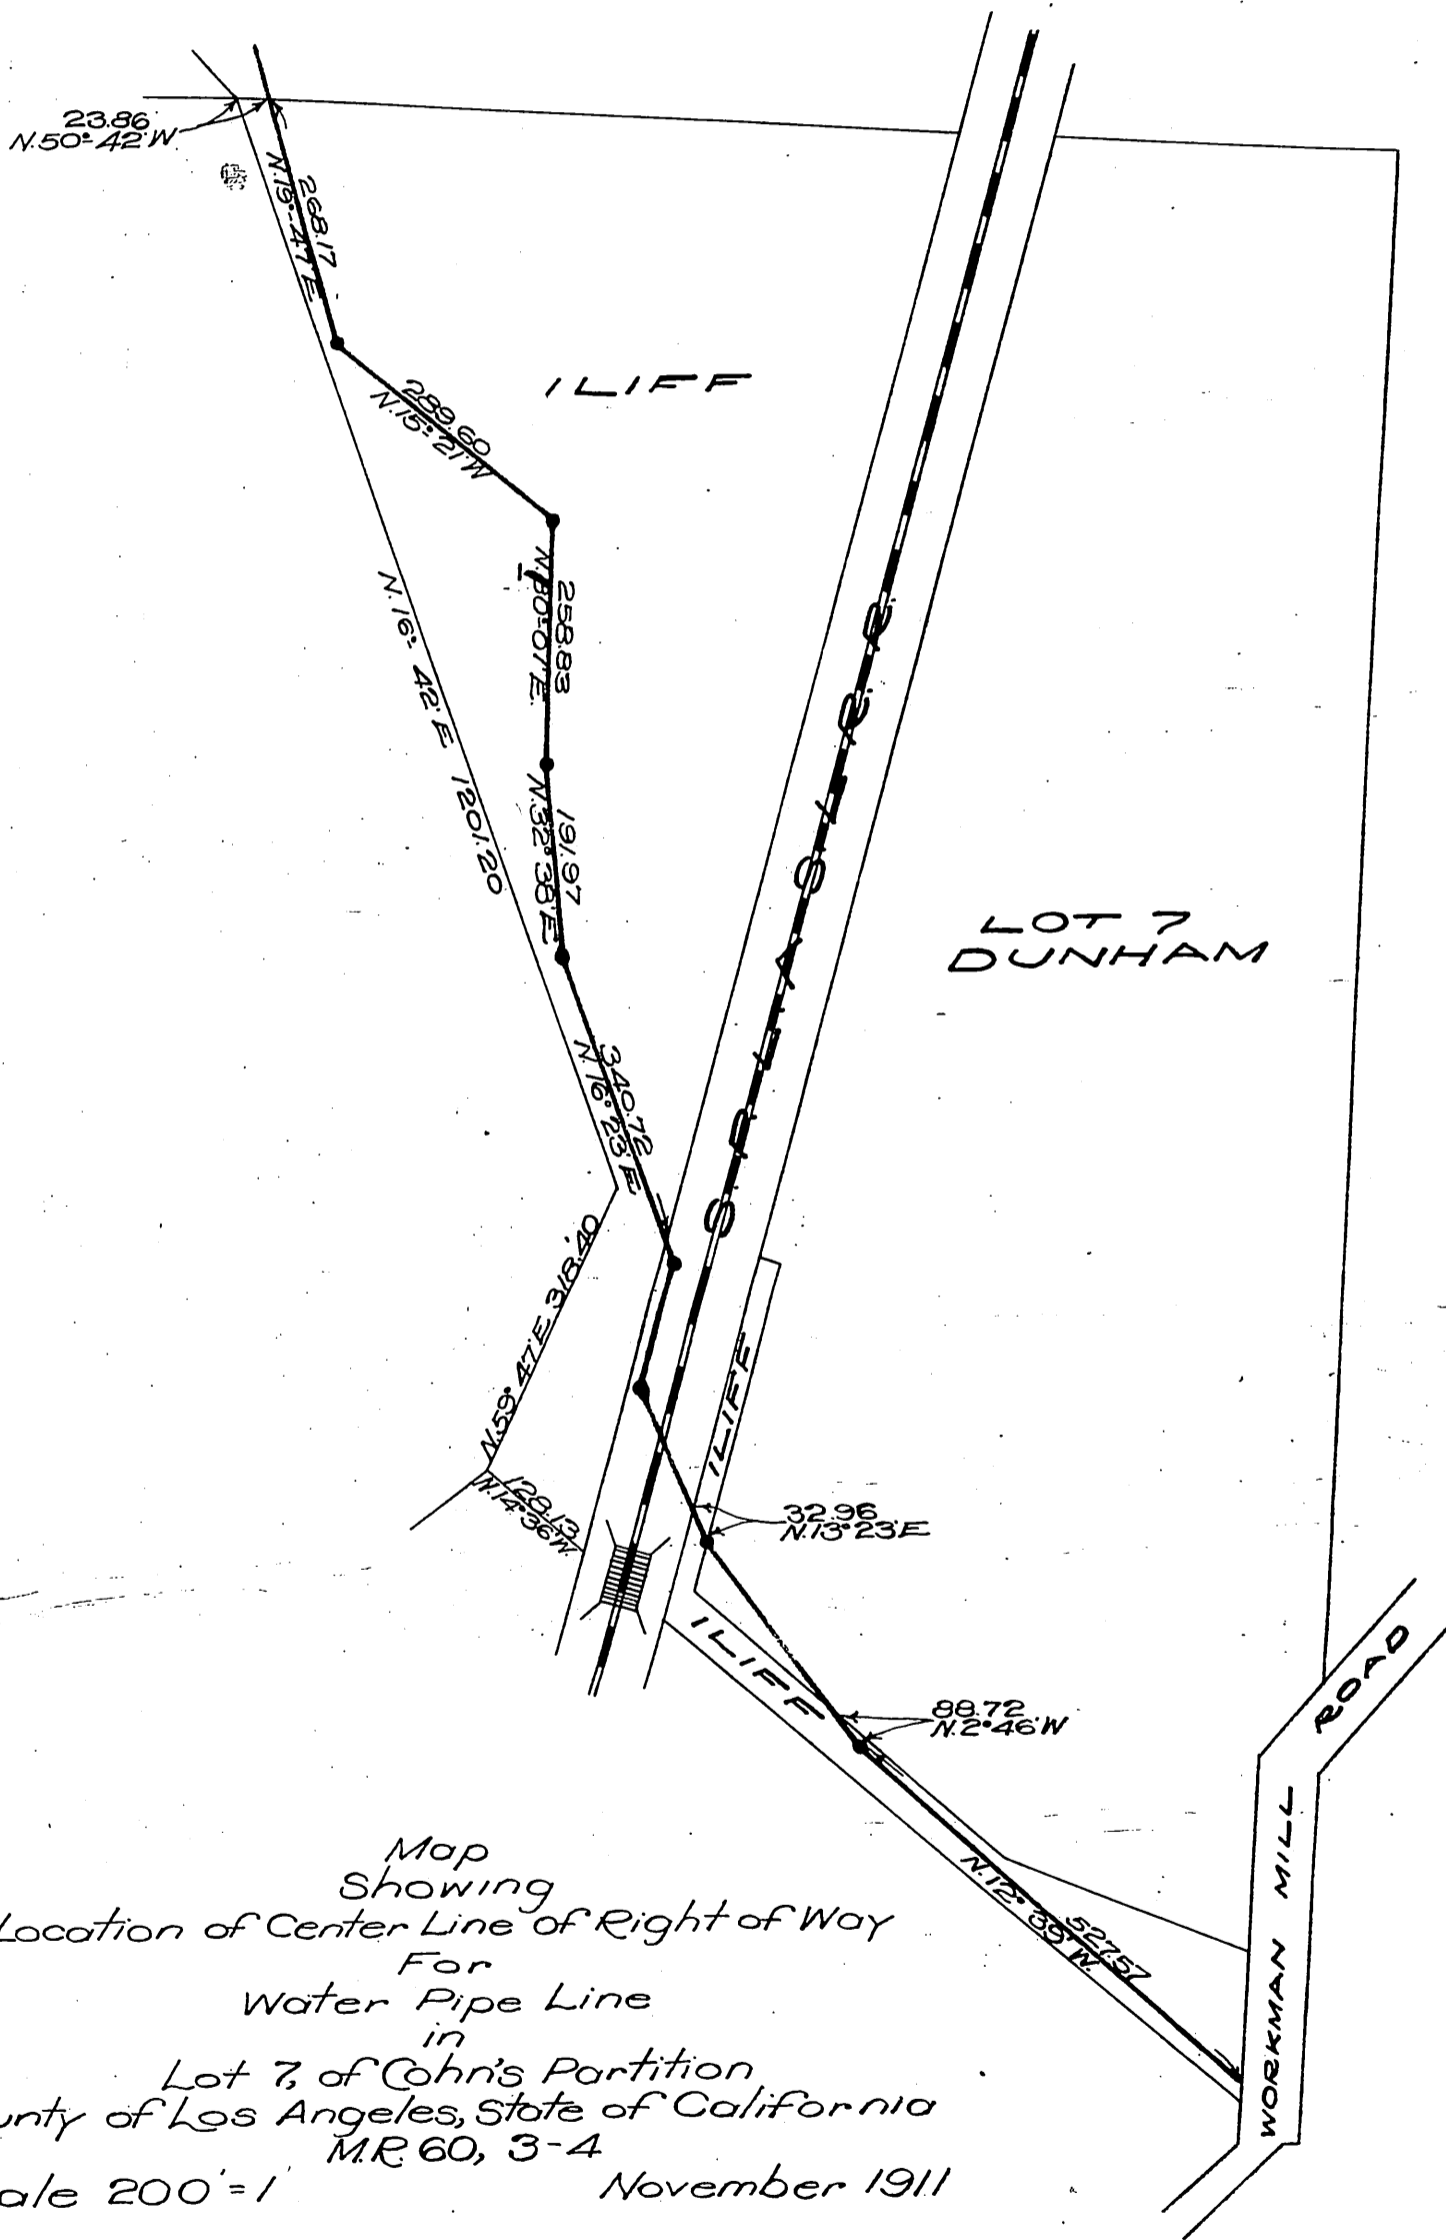 23.86
N.50°-42'W.
268.17
N.19°-47'E
ILIFF
289.60
N.15°-21'W
258.83
N.30°-07'E.
N.16°-42'E 1201.20
191.97
N.32°38'E
S.P.L.A.&S.L.R.R.
LOT 7
DUNHAM
340.72
N.16°23'E
N.59°47'E 318.40
ILIFF
128.13
N.14°36'W.
32.96
N.13°23'E
ILIFF
88.72
N.2°46'W
ROAD
WORKMAN MILL
527.57
N.12°39'W.
Map
Showing
Location of Center Line of Right of Way
For
Water Pipe Line
in
Lot 7, of Cohn's Partition
unty of Los Angeles, State of California
M.R. 60, 3-4
ale 200'=1'
November 1911